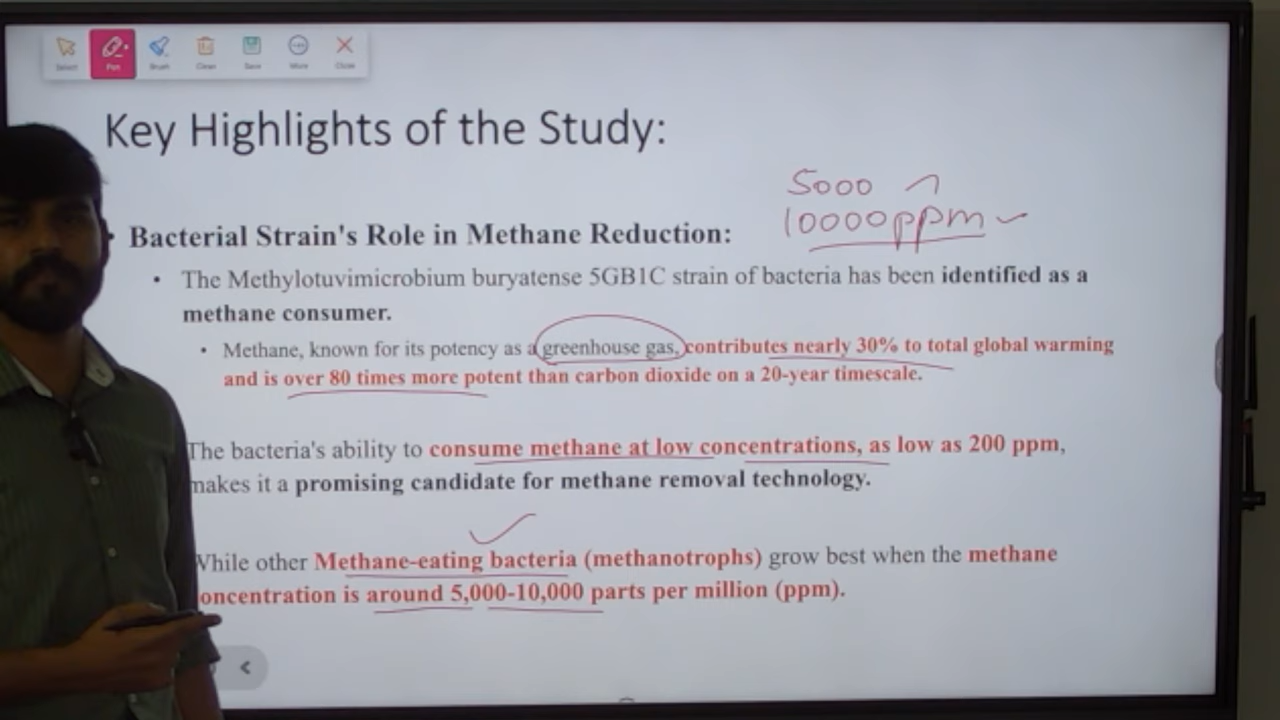 Select Pen Brush Clean Save More Close
Key Highlights of the Study:
5000
10000ppm
Bacterial Strain's Role in Methane Reduction:
• The Methylotuvimicrobium buryatense 5GB1C strain of bacteria has been identified as a
methane consumer.
• Methane, known for its potency as a greenhouse gas, contributes nearly 30% to total global warming
and is over 80 times more potent than carbon dioxide on a 20-year timescale.
The bacteria's ability to consume methane at low concentrations, as low as 200 ppm,
makes it a promising candidate for methane removal technology.
While other Methane-eating bacteria (methanotrophs) grow best when the methane
concentration is around 5,000-10,000 parts per million (ppm).